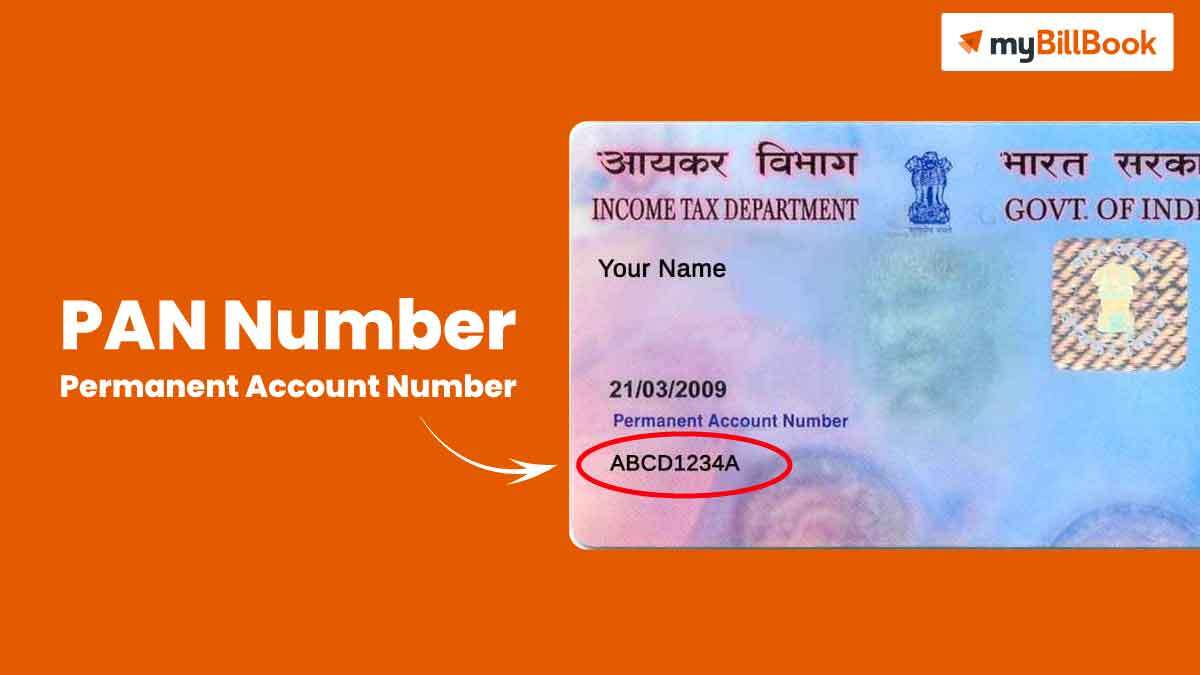 myBillBook
आयकर विभाग
भारत सरका
INCOME TAX DEPARTMENT
GOVT. OF INDI
Your Name
PAN Number
Permanent Account Number
21/03/2009
Permanent Account Number
ABCD1234A